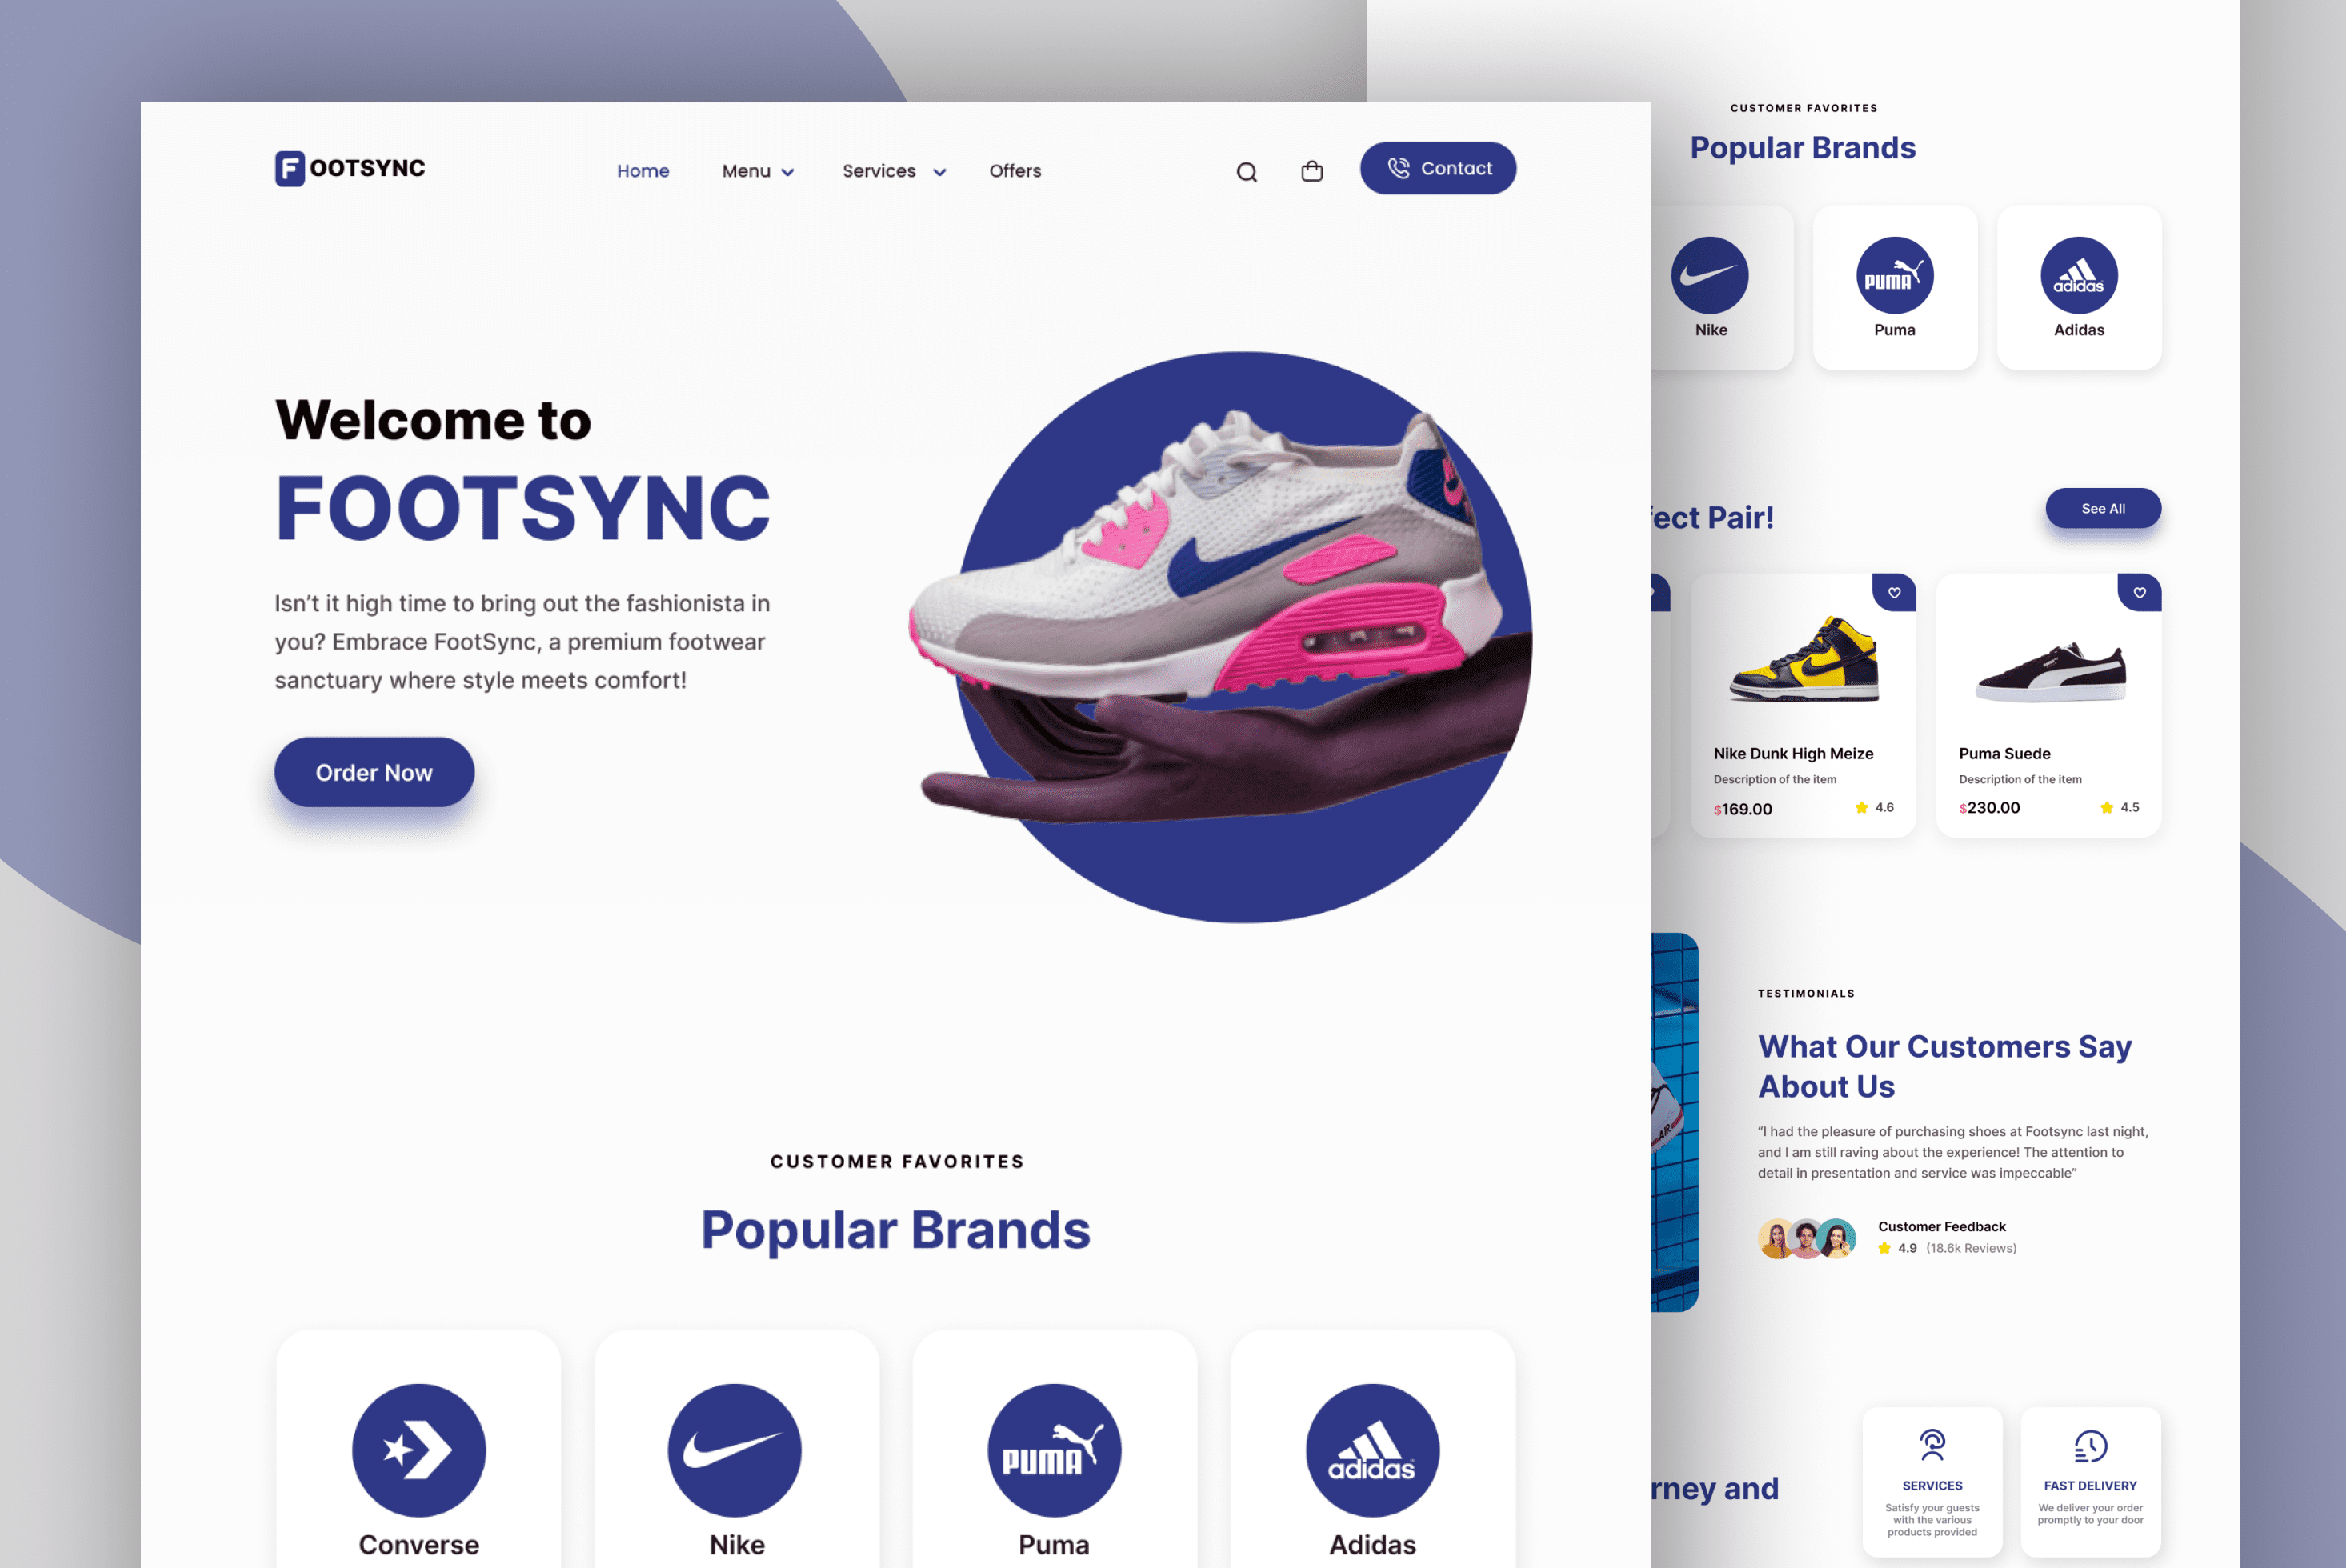 FOOTSYNC
Home Menu Services Offers
Contact
Welcome to
FOOTSYNC
Isn't it high time to bring out the fashionista in
you? Embrace FootSync, a premium footwear
sanctuary where style meets comfort!
Order Now
CUSTOMER FAVORITES
Popular Brands
Converse
Nike
PUMA
Puma
adidas
Adidas
CUSTOMER FAVORITES
Popular Brands
Nike
PUMA
Puma
adidas
Adidas
Pair!
See All
Nike Dunk High Meize
Description of the item
$169.00
4.6
Puma Suede
Description of the item
$230.00
4.5
AIR
TESTIMONIALS
What Our Customers Say
About Us
“I had the pleasure of purchasing shoes at Footsync last night,
and I am still raving about the experience! The attention to
detail in presentation and service was impeccable”
Customer Feedback
4.9 (18.6k Reviews)
and
SERVICES
Satisfy your guests
with the various
products provided
FAST DELIVERY
We deliver your order
promptly to your door